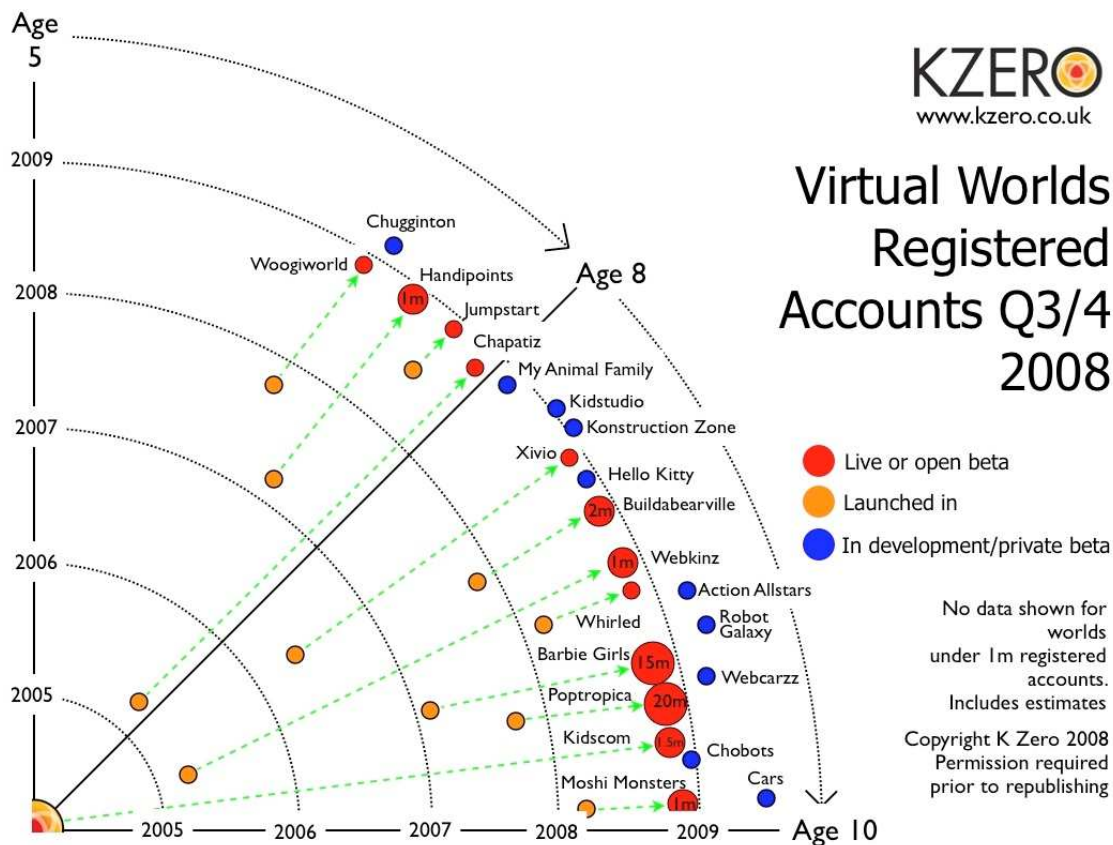 Age
5
KZERO
www.kzero.co.uk
2009
Virtual Worlds
Registered
Accounts Q3/4
2008
Chugginton
Woogiworld
Handipoints
Age 8
2008
1m
Jumpstart
Chapatiz
My Animal Family
Kidstudio
2007
Konstruction Zone
Xivio
Live or open beta
Hello Kitty
2m
Buildabearville
Launched in
In development/private beta
2006
1m
Webkinz
Action Allstars
No data shown for
worlds
under 1m registered
accounts.
Includes estimates
Whirled
Robot
Galaxy
Barbie Girls
15m
Webcarzz
2005
Poptropica
20m
Kidscom
1.5m
Chobots
Copyright K Zero 2008
Permission required
prior to republishing
Moshi Monsters
1m
Cars
2005
2006
2007
2008
2009
Age 10